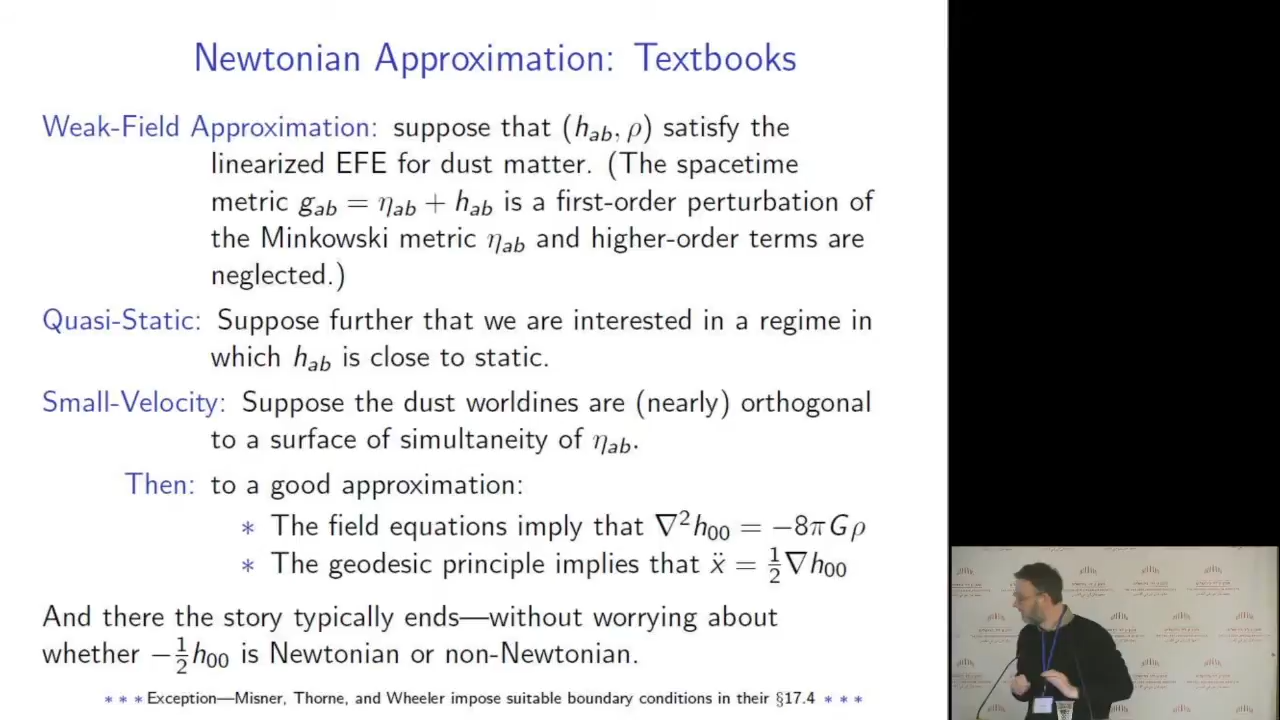 Newtonian Approximation: Textbooks
Weak-Field Approximation: suppose that (h_ab, ρ) satisfy the
linearized EFE for dust matter. (The spacetime
metric g_ab = η_ab + h_ab is a first-order perturbation of
the Minkowski metric η_ab and higher-order terms are
neglected.)
Quasi-Static: Suppose further that we are interested in a regime in
which h_ab is close to static.
Small-Velocity: Suppose the dust worldines are (nearly) orthogonal
to a surface of simultaneity of η_ab.
Then: to a good approximation:
* The field equations imply that ∇²h₀₀ = −8πGρ
* The geodesic principle implies that ẍ = ½∇h₀₀
And there the story typically ends—without worrying about
whether −½h₀₀ is Newtonian or non-Newtonian.
* * * Exception—Misner, Thorne, and Wheeler impose suitable boundary conditions in their §17.4 * * *